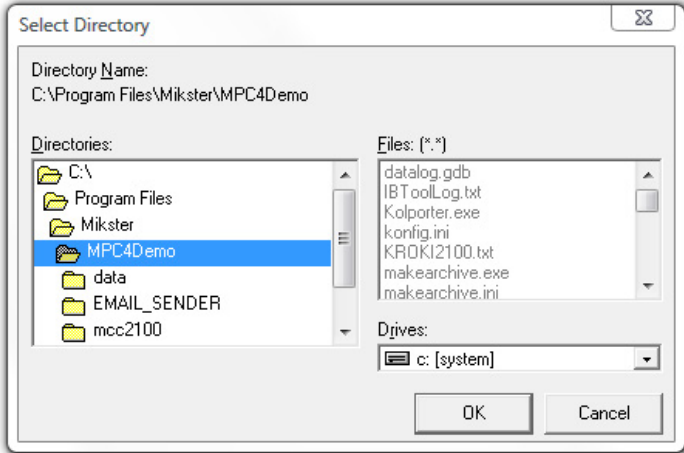 Select Directory
Directory Name:
C:\Program Files\Mikster\MPC4Demo
Directories:
C:\
Program Files
Mikster
MPC4Demo
data
EMAIL_SENDER
mcc2100
Files: (*.*)
datalog.gdb
IBToolLog.txt
Kolporter.exe
konfig.ini
KROKI2100.txt
makearchive.exe
makearchive.ini
Drives:
c: [system]
OK
Cancel